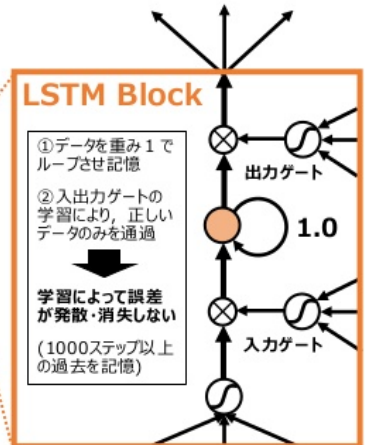 LSTM Block
①データを重み1で
ループさせ記憶
②入出力ゲートの
学習により，正しい
データのみを通過
学習によって誤差
が発散・消失しない
(1000ステップ以上
の過去を記憶)
出力ゲート
1.0
入力ゲート